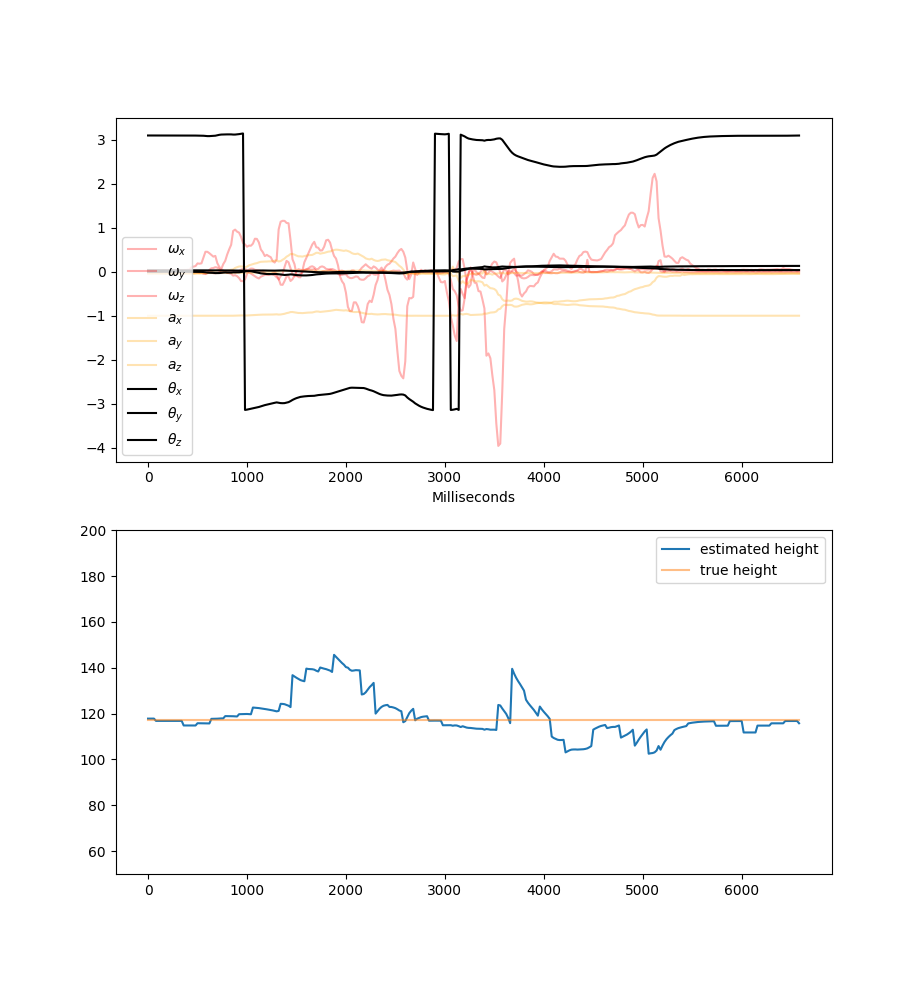 3
2
1
0
−1
−2
−3
−4
ωx
ωy
ωz
ax
ay
az
θx
θy
θz
0 1000 2000 3000 4000 5000 6000
Milliseconds
200
180
160
140
120
100
80
60
estimated height
true height
0 1000 2000 3000 4000 5000 6000